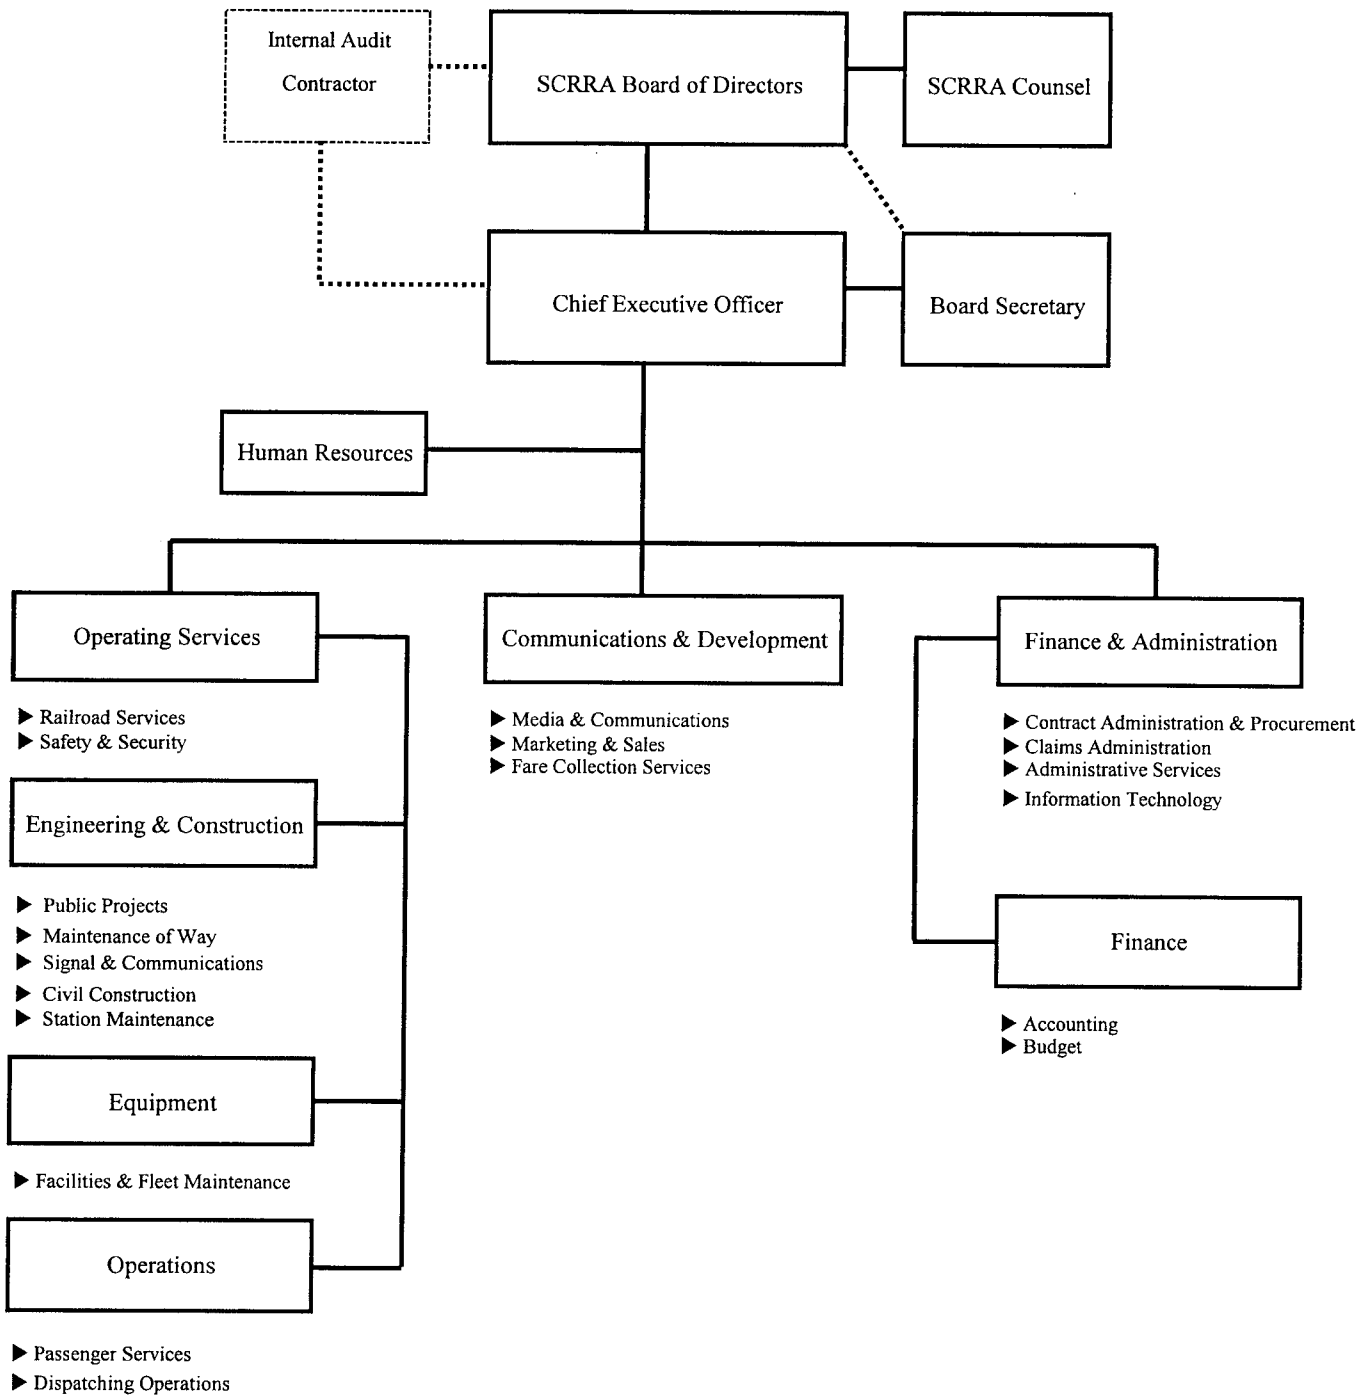 Internal Audit
Contractor
SCRRA Board of Directors
SCRRA Counsel
Chief Executive Officer
Board Secretary
Human Resources
Operating Services
▶ Railroad Services
▶ Safety & Security
Engineering & Construction
▶ Public Projects
▶ Maintenance of Way
▶ Signal & Communications
▶ Civil Construction
▶ Station Maintenance
Equipment
▶ Facilities & Fleet Maintenance
Operations
▶ Passenger Services
▶ Dispatching Operations
Communications & Development
▶ Media & Communications
▶ Marketing & Sales
▶ Fare Collection Services
Finance & Administration
▶ Contract Administration & Procurement
▶ Claims Administration
▶ Administrative Services
▶ Information Technology
Finance
▶ Accounting
▶ Budget